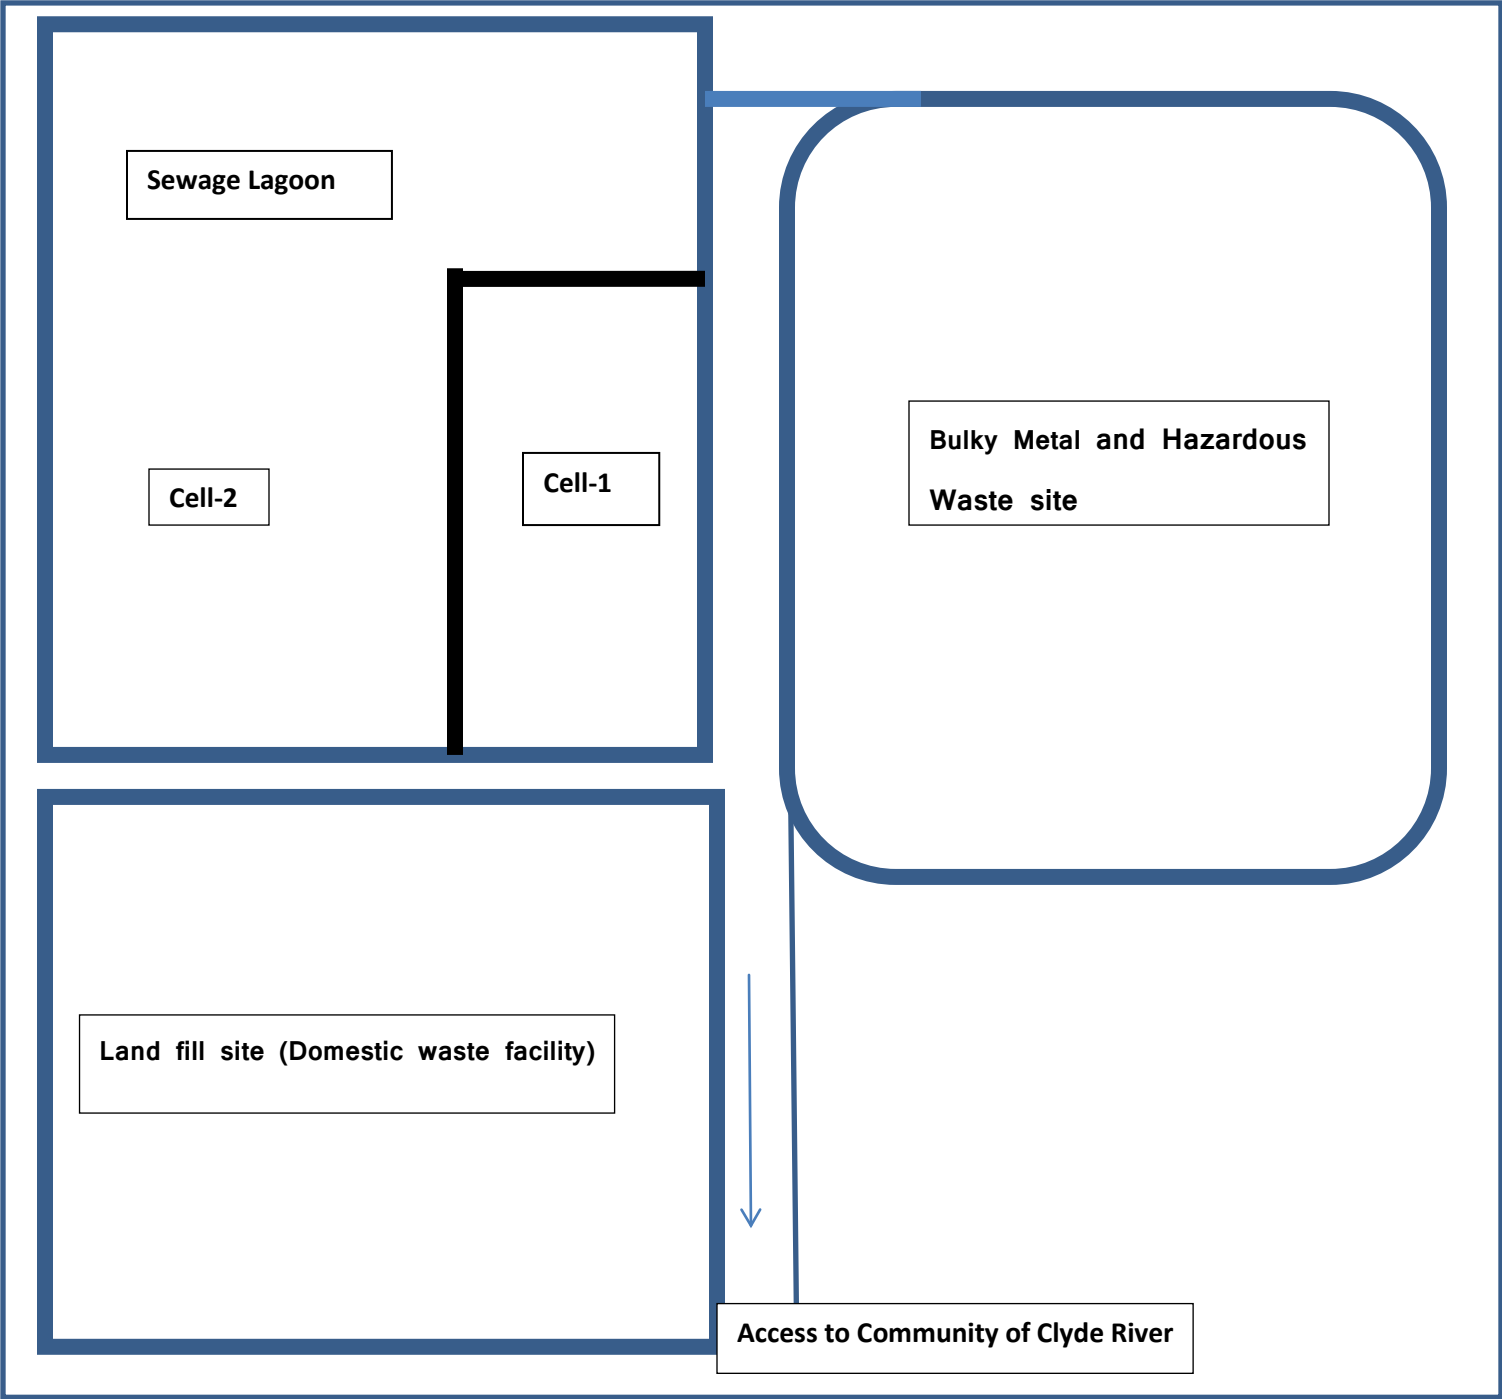 Sewage Lagoon
Cell-2
Cell-1
Bulky Metal and Hazardous
Waste site
Land fill site (Domestic waste facility)
Access to Community of Clyde River